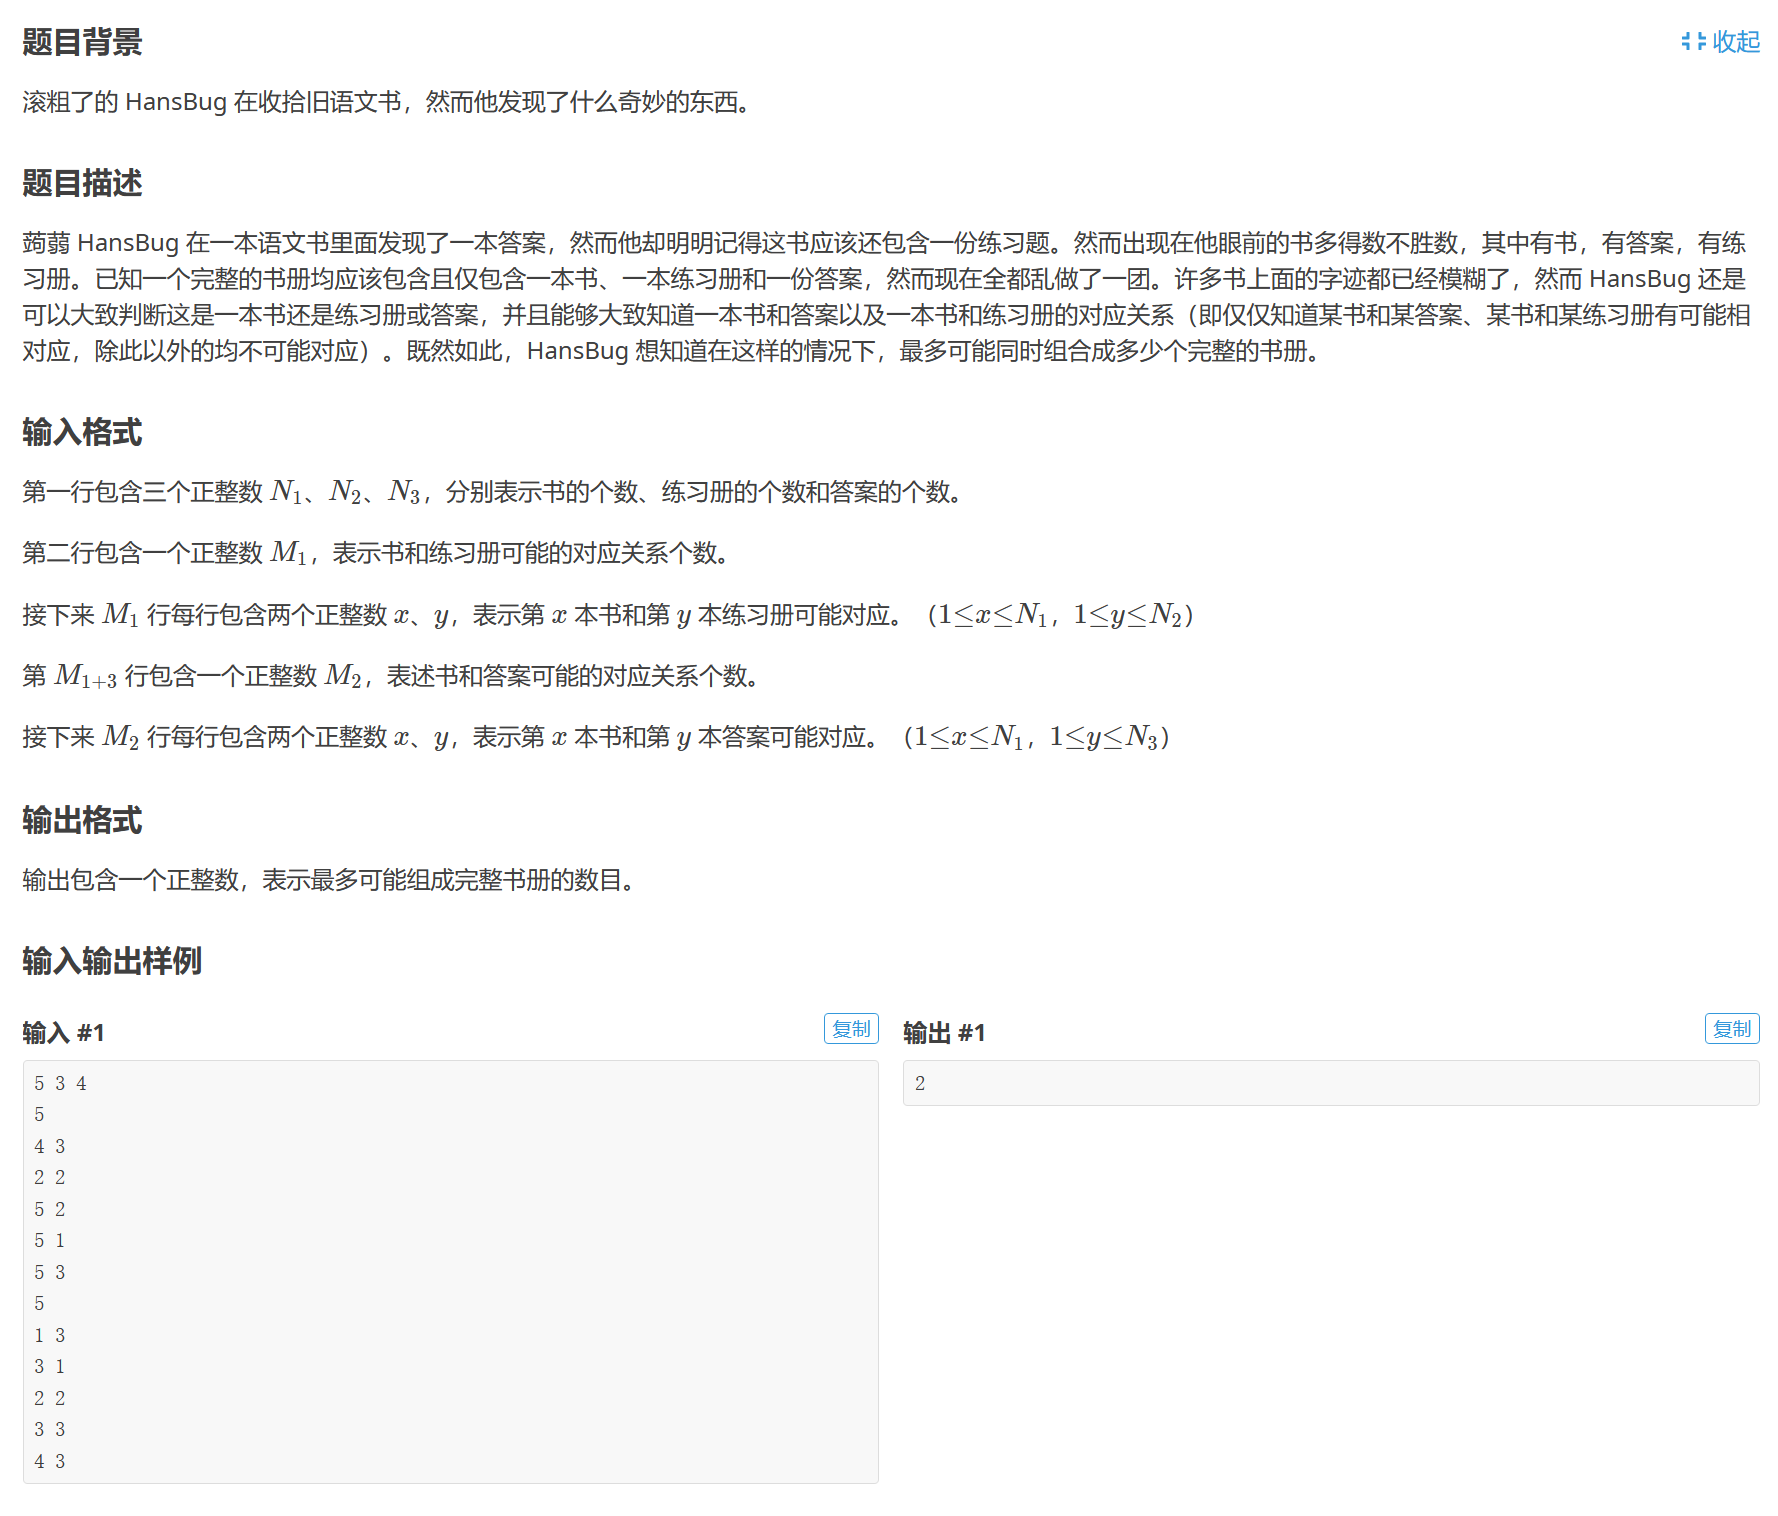 题目背景
收起
滚粗了的 HansBug 在收拾旧语文书，然而他发现了什么奇妙的东西。
题目描述
蒟蒻 HansBug 在一本语文书里面发现了一本答案，然而他却明明记得这书应该还包含一份练习题。然而出现在他眼前的书多得数不胜数，其中有书，有答案，有练
习册。已知一个完整的书册均应该包含且仅包含一本书、一本练习册和一份答案，然而现在全都乱做了一团。许多书上面的字迹都已经模糊了，然而 HansBug 还是
可以大致判断这是一本书还是练习册或答案，并且能够大致知道一本书和答案以及一本书和练习册的对应关系（即仅仅知道某书和某答案、某书和某练习册有可能相
对应，除此以外的均不可能对应）。既然如此，HansBug 想知道在这样的情况下，最多可能同时组合成多少个完整的书册。
输入格式
第一行包含三个正整数 N₁、N₂、N₃，分别表示书的个数、练习册的个数和答案的个数。
第二行包含一个正整数 M₁，表示书和练习册可能的对应关系个数。
接下来 M₁ 行每行包含两个正整数 x、y，表示第 x 本书和第 y 本练习册可能对应。（1≤x≤N₁，1≤y≤N₂）
第 M₁₊₃ 行包含一个正整数 M₂，表述书和答案可能的对应关系个数。
接下来 M₂ 行每行包含两个正整数 x、y，表示第 x 本书和第 y 本答案可能对应。（1≤x≤N₁，1≤y≤N₃）
输出格式
输出包含一个正整数，表示最多可能组成完整书册的数目。
输入输出样例
输入 #1
复制
5 3 4
5
4 3
2 2
5 2
5 1
5 3
5
1 3
3 1
2 2
3 3
4 3
输出 #1
复制
2